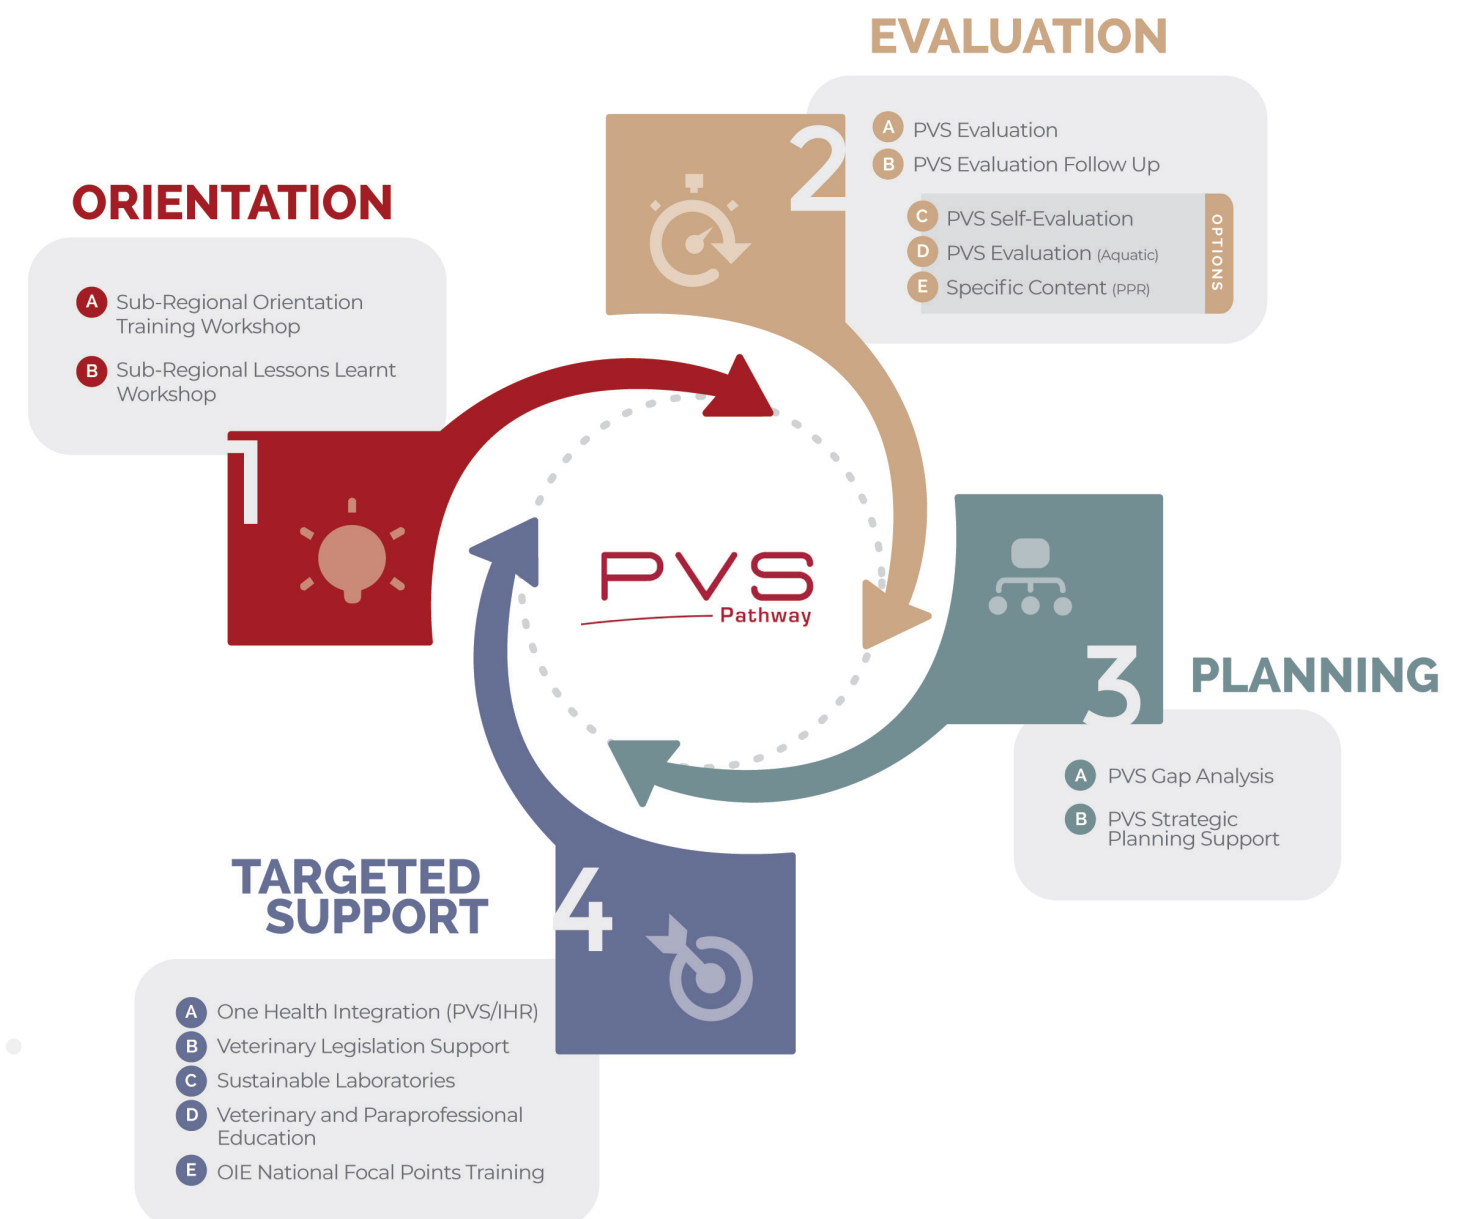 ORIENTATION
A Sub-Regional Orientation
Training Workshop
B Sub-Regional Lessons Learnt
Workshop
1
EVALUATION
2
A PVS Evaluation
B PVS Evaluation Follow Up
C PVS Self-Evaluation
D PVS Evaluation (Aquatic)
E Specific Content (PPR)
OPTIONS
PVS
Pathway
3
PLANNING
A PVS Gap Analysis
B PVS Strategic
Planning Support
TARGETED
SUPPORT
4
A One Health Integration (PVS/IHR)
B Veterinary Legislation Support
C Sustainable Laboratories
D Veterinary and Paraprofessional
Education
E OIE National Focal Points Training